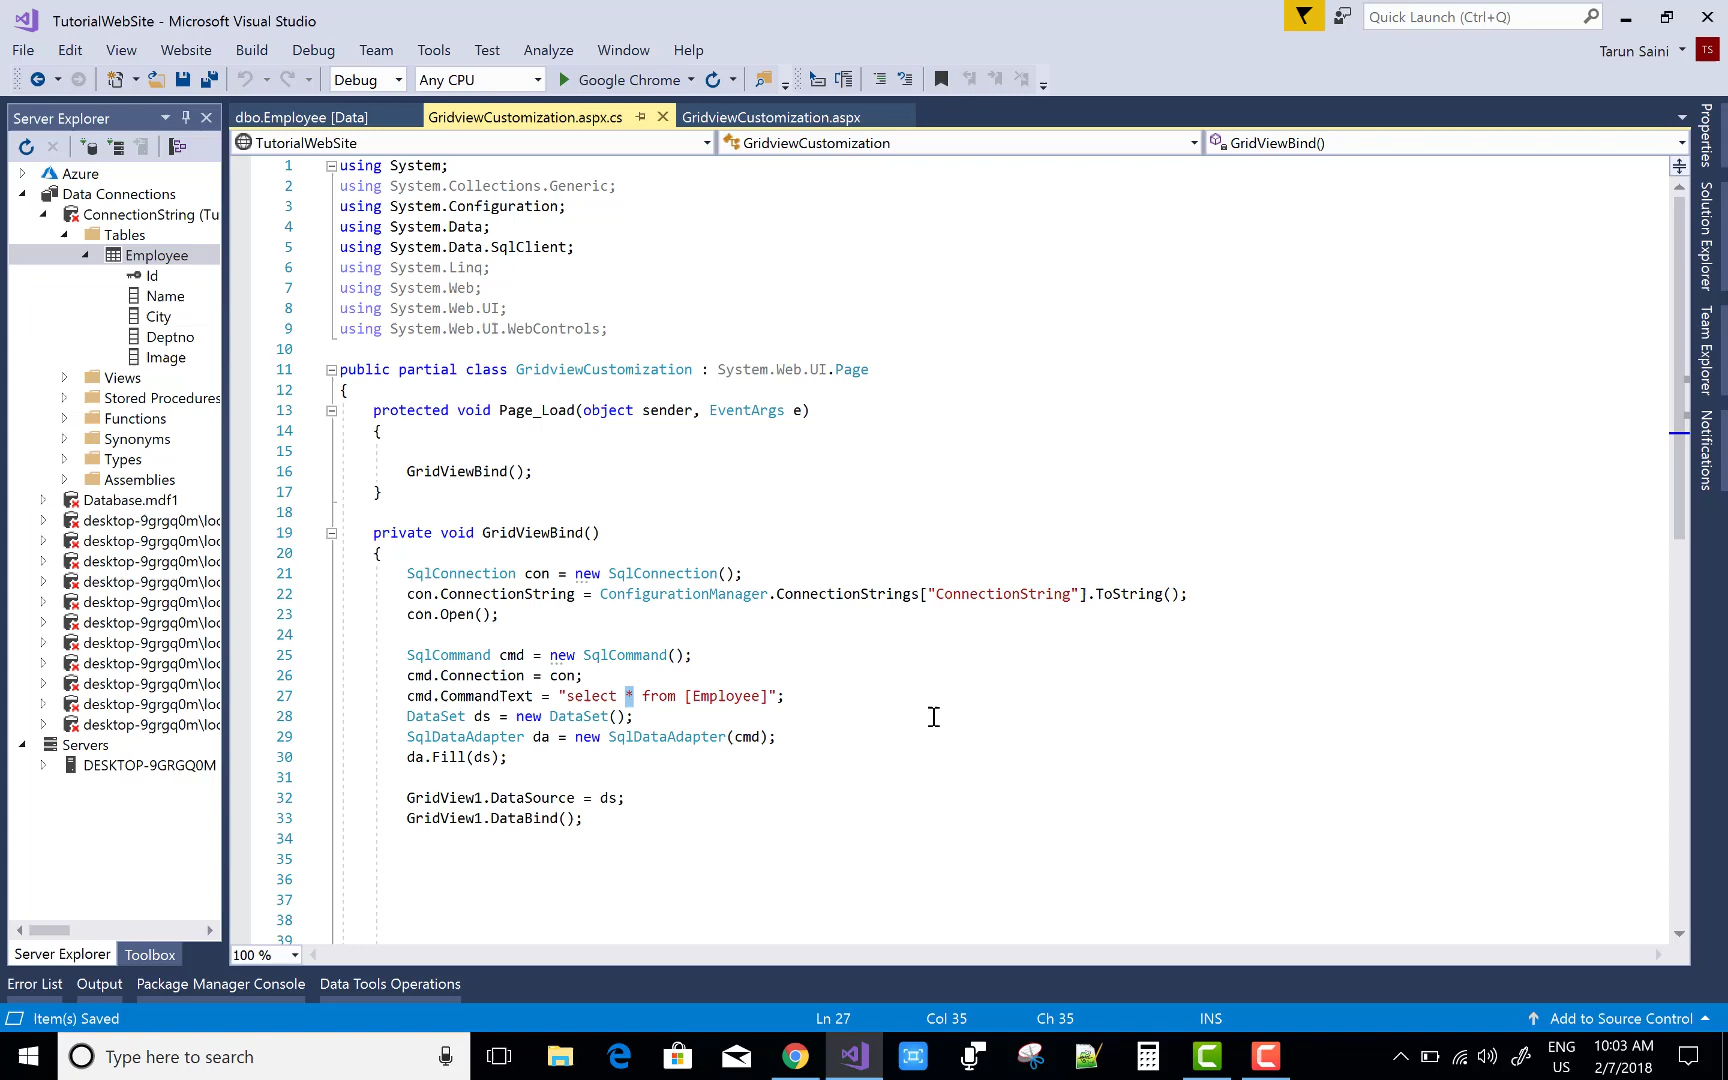 TutorialWebSite - Microsoft Visual Studio
Quick Launch (Ctrl+Q)
File Edit View Website Build Debug Team Tools Test Analyze Window Help
Tarun Saini TS
Debug Any CPU Google Chrome
Server Explorer
dbo.Employee [Data] GridviewCustomization.aspx.cs GridviewCustomization.aspx
TutorialWebSite GridviewCustomization GridViewBind()
Azure
Data Connections
ConnectionString (Tu
Tables
Employee
Id
Name
City
Deptno
Image
Views
Stored Procedures
Functions
Synonyms
Types
Assemblies
Database.mdf1
desktop-9grgq0m\loc
desktop-9grgq0m\loc
desktop-9grgq0m\loc
desktop-9grgq0m\loc
desktop-9grgq0m\loc
desktop-9grgq0m\loc
desktop-9grgq0m\loc
desktop-9grgq0m\loc
desktop-9grgq0m\loc
desktop-9grgq0m\loc
desktop-9grgq0m\loc
Servers
DESKTOP-9GRGQ0M
1 using System;
2 using System.Collections.Generic;
3 using System.Configuration;
4 using System.Data;
5 using System.Data.SqlClient;
6 using System.Linq;
7 using System.Web;
8 using System.Web.UI;
9 using System.Web.UI.WebControls;
10
11 public partial class GridviewCustomization : System.Web.UI.Page
12 {
13 protected void Page_Load(object sender, EventArgs e)
14 {
15
16 GridViewBind();
17 }
18
19 private void GridViewBind()
20 {
21 SqlConnection con = new SqlConnection();
22 con.ConnectionString = ConfigurationManager.ConnectionStrings["ConnectionString"].ToString();
23 con.Open();
24
25 SqlCommand cmd = new SqlCommand();
26 cmd.Connection = con;
27 cmd.CommandText = "select * from [Employee]";
28 DataSet ds = new DataSet();
29 SqlDataAdapter da = new SqlDataAdapter(cmd);
30 da.Fill(ds);
31
32 GridView1.DataSource = ds;
33 GridView1.DataBind();
34
35
36
37
38
39
Properties
Solution Explorer
Team Explorer
Notifications
Server Explorer Toolbox
100 %
Error List Output Package Manager Console Data Tools Operations
Item(s) Saved Ln 27 Col 35 Ch 35 INS Add to Source Control
Type here to search
ENG
US
10:03 AM
2/7/2018